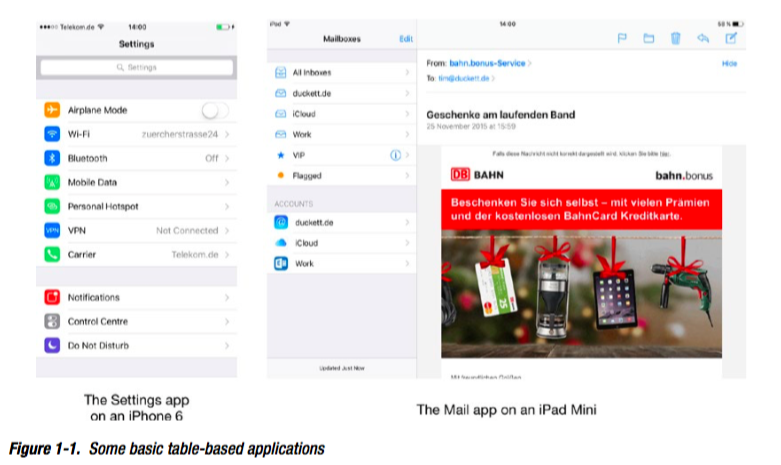 Telekom.de 14:00
Settings
Settings
Airplane Mode
Wi-Fi zuercherstrasse24
Bluetooth Off
Mobile Data
Personal Hotspot
VPN VPN Not Connected
Carrier Telekom.de
Notifications
Control Centre
Do Not Disturb
The Settings app
on an iPhone 6
iPad 14:00 59 %
Mailboxes Edit
All Inboxes
duckett.de
iCloud
Work
VIP
Flagged
ACCOUNTS
duckett.de
iCloud
Work
Updated Just Now
From: bahn.bonus-Service Hide
To: tim@duckett.de
Geschenke am laufenden Band
25 November 2015 at 15:59
Falls diese Nachricht nicht korrekt dargestellt wird, klicken Sie bitte hier.
DB BAHN bahn.bonus
Beschenken Sie sich selbst – mit vielen Prämien
und der kostenlosen BahnCard Kreditkarte.
Mit freundlichen Grüßen
The Mail app on an iPad Mini
Figure 1-1. Some basic table-based applications